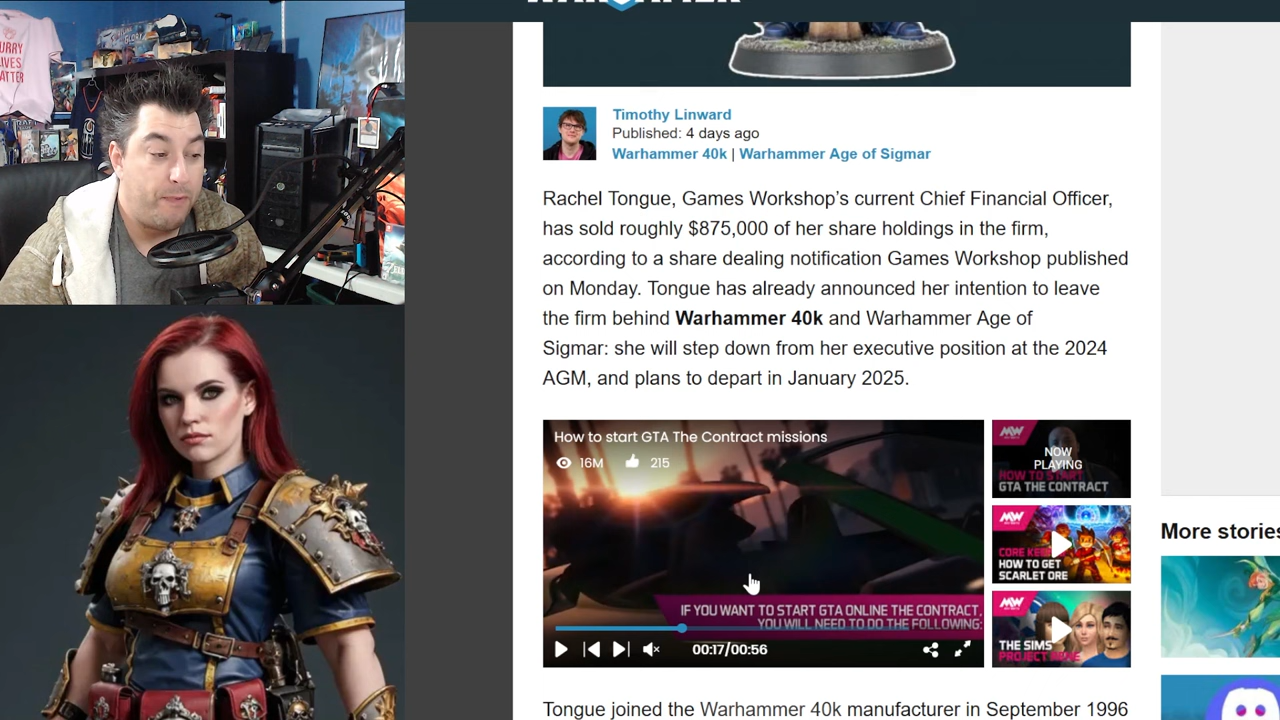 URRY
IVES
ATTER
Timothy Linward
Published: 4 days ago
Warhammer 40k | Warhammer Age of Sigmar
Rachel Tongue, Games Workshop’s current Chief Financial Officer,
has sold roughly $875,000 of her share holdings in the firm,
according to a share dealing notification Games Workshop published
on Monday. Tongue has already announced her intention to leave
the firm behind Warhammer 40k and Warhammer Age of
Sigmar: she will step down from her executive position at the 2024
AGM, and plans to depart in January 2025.
How to start GTA The Contract missions
16M 215
IF YOU WANT TO START GTA ONLINE THE CONTRACT,
YOU WILL NEED TO DO THE FOLLOWING:
00:17/00:56
NOW
PLAYING
HOW TO START
GTA THE CONTRACT
CORE KEE
HOW TO GET
SCARLET ORE
THE SIMS
More stories
Tongue joined the Warhammer 40k manufacturer in September 1996